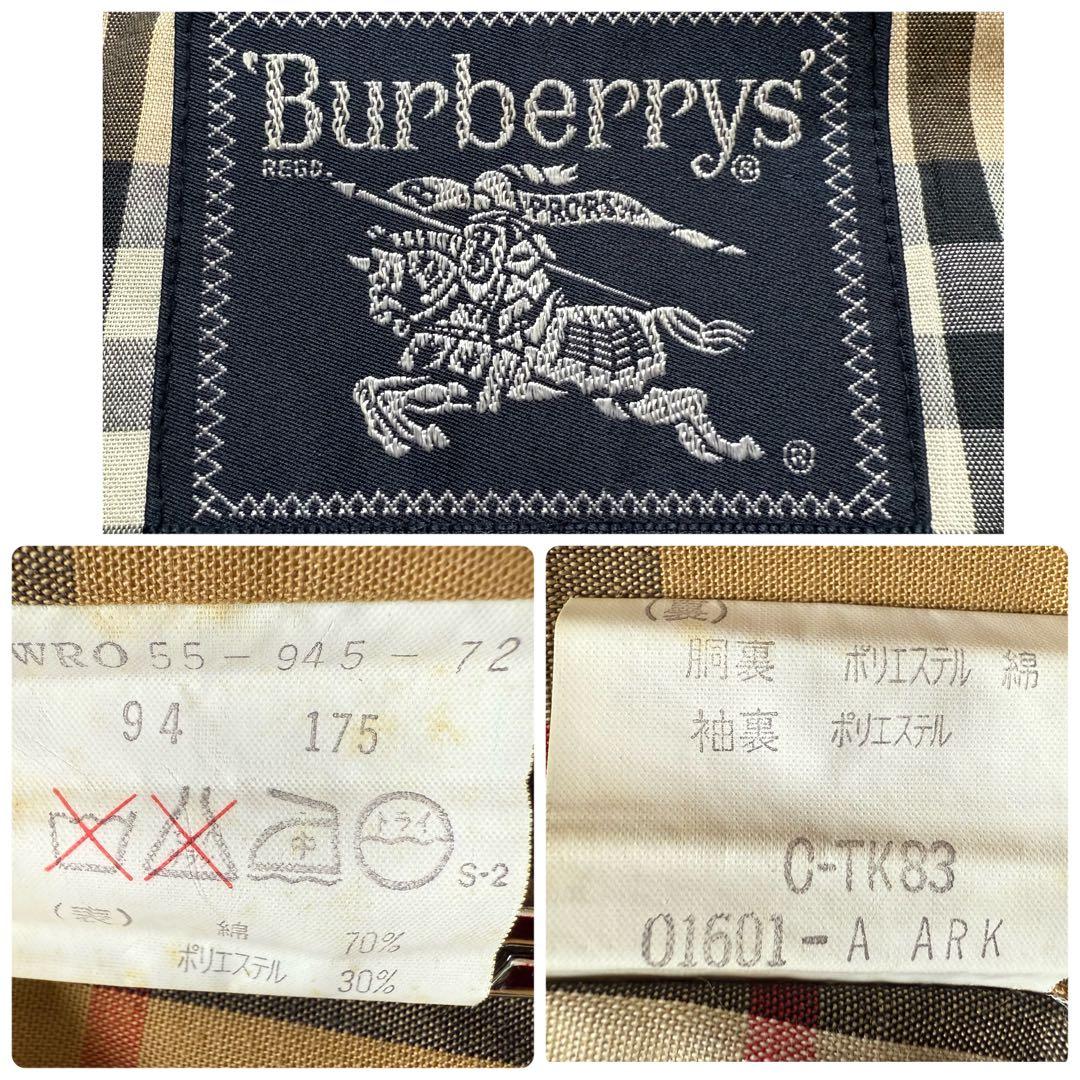 'Burberrys'®
REGD.
PRORSUM
®
WRO 55-945-72
94 175
中 ドライ
S-2
(表) 綿 70%
ポリエステル 30%
(裏)
胴裏 ポリエステル 綿
袖裏 ポリエステル
C-TK83
01601-A ARK